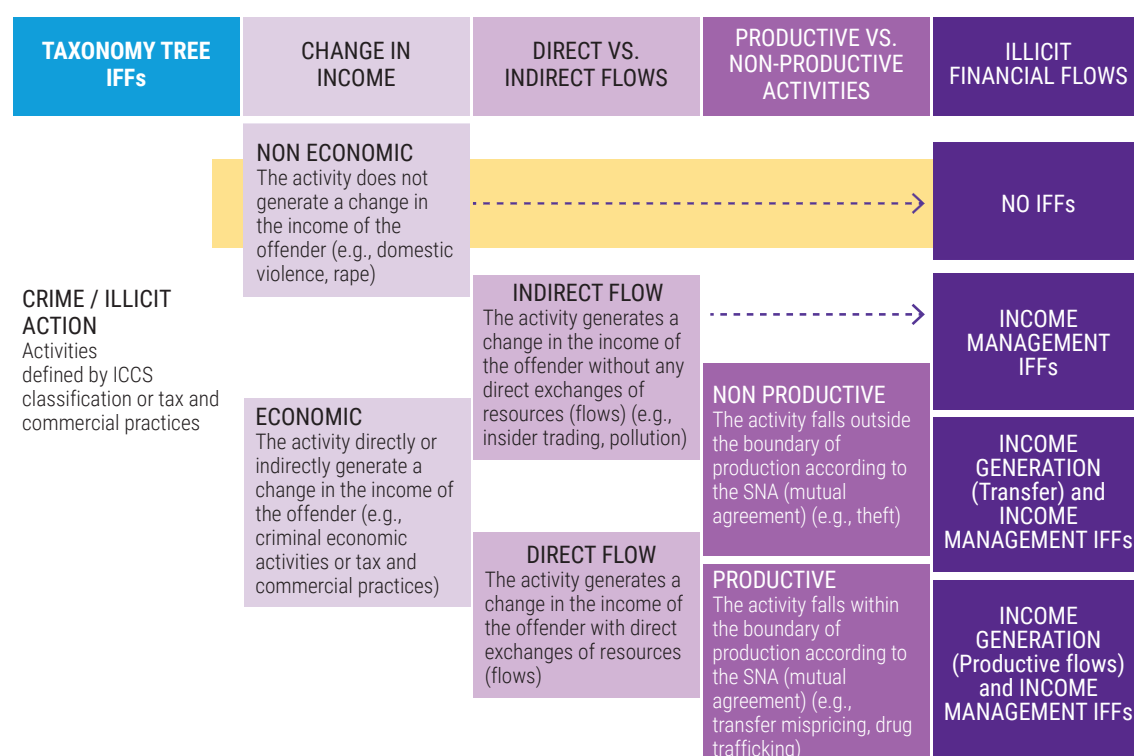 TAXONOMY TREE
IFFs
CHANGE IN
INCOME
DIRECT VS.
INDIRECT FLOWS
PRODUCTIVE VS.
NON-PRODUCTIVE
ACTIVITIES
ILLICIT
FINANCIAL FLOWS
CRIME / ILLICIT
ACTION
Activities
defined by ICCS
classification or tax and
commercial practices
NON ECONOMIC
The activity does not
generate a change in
the income of the
offender (e.g., domestic
violence, rape)
ECONOMIC
The activity directly or
indirectly generate a
change in the income of
the offender (e.g.,
criminal economic
activities or tax and
commercial practices)
INDIRECT FLOW
The activity generates a
change in the income of
the offender without any
direct exchanges of
resources (flows) (e.g.,
insider trading, pollution)
DIRECT FLOW
The activity generates a
change in the income of
the offender with direct
exchanges of resources
(flows)
NON PRODUCTIVE
The activity falls outside
the boundary of
production according to
the SNA (mutual
agreement) (e.g., theft)
PRODUCTIVE
The activity falls within
the boundary of
production according to
the SNA (mutual
agreement) (e.g.,
transfer mispricing, drug
trafficking)
NO IFFs
INCOME
MANAGEMENT
IFFs
INCOME
GENERATION
(Transfer) and
INCOME
MANAGEMENT IFFs
INCOME
GENERATION
(Productive flows)
and INCOME
MANAGEMENT IFFs